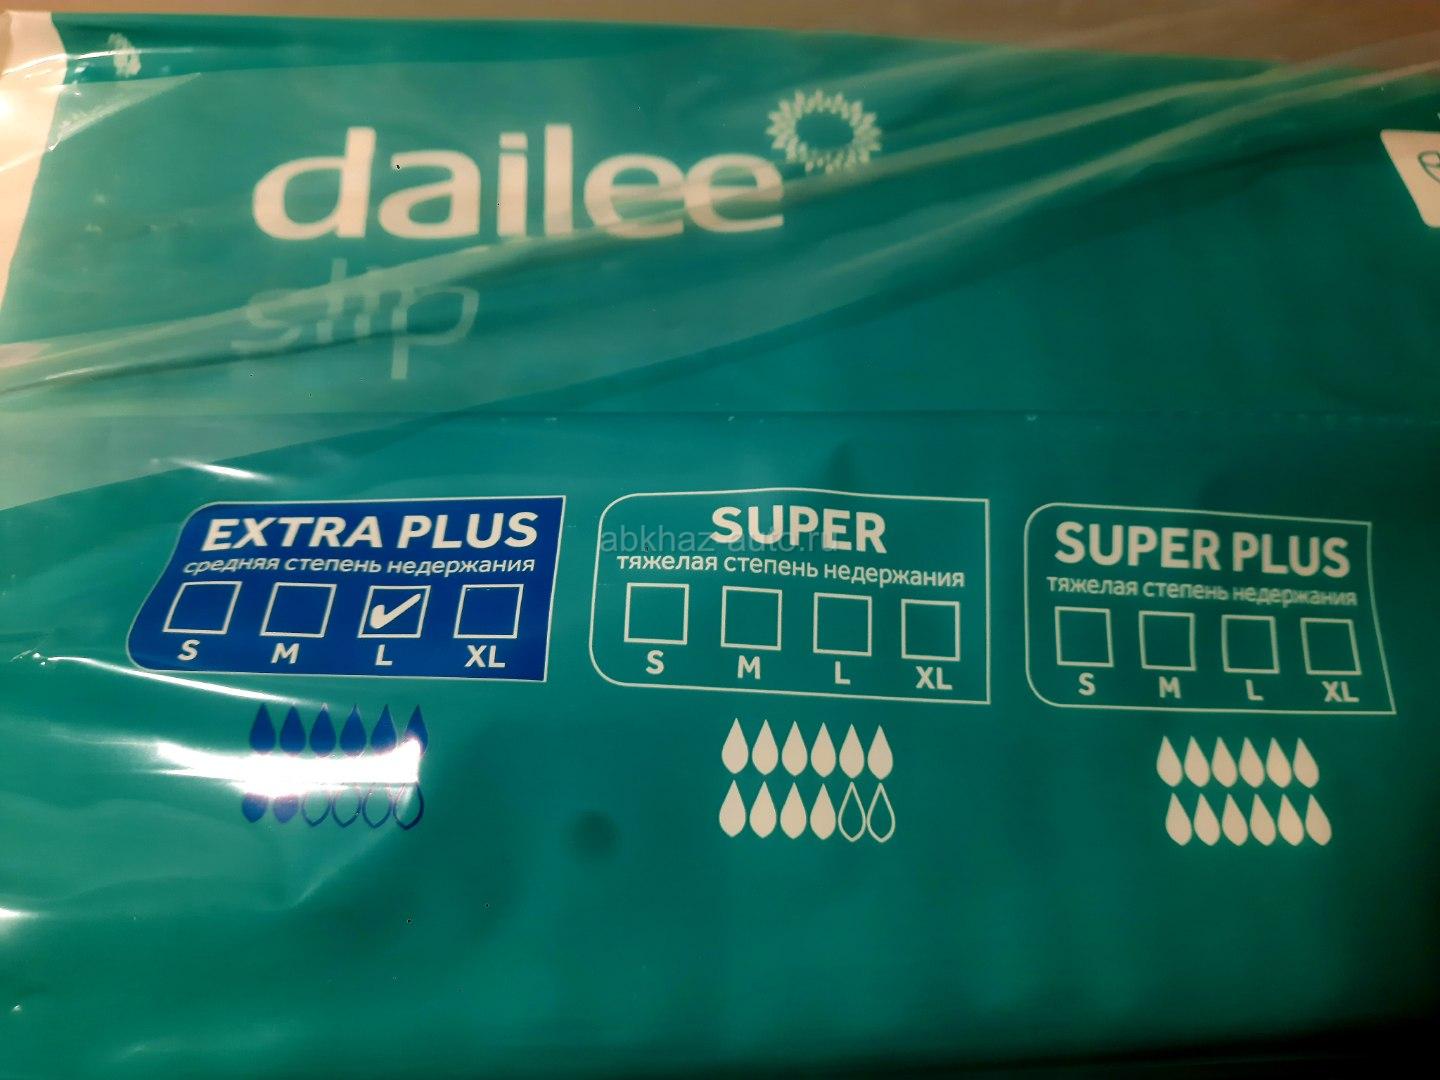 dailee
slip
EXTRA PLUS
средняя степень недержания
S M L XL
SUPER
тяжелая степень недержания
S M L XL
SUPER PLUS
тяжелая степень недержания
S M L XL
abkhaz-auto.ru